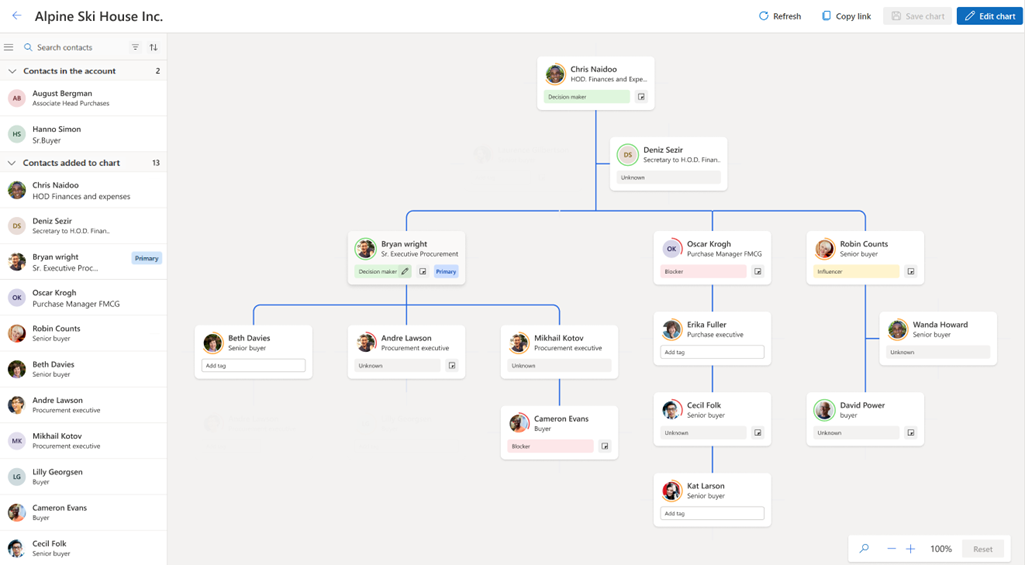 Alpine Ski House Inc.
Refresh
Copy link
Save chart
Edit chart
Search contacts
Contacts in the account 2
AB
August Bergman
Associate Head Purchases
HS
Hanno Simon
Sr.Buyer
Contacts added to chart 13
Chris Naidoo
HOD Finances and expenses
DS
Deniz Sezir
Secretary to H.O.D. Finan..
Bryan wright
Sr. Executive Proc...
Primary
OK
Oscar Krogh
Purchase Manager FMCG
Robin Counts
Senior buyer
Beth Davies
Senior buyer
Andre Lawson
Procurement executive
MK
Mikhail Kotov
Procurement executive
LG
Lilly Georgsen
Buyer
Cameron Evans
Buyer
Cecil Folk
Senior buyer
Chris Naidoo
HOD. Finances and Expe...
Decision maker
DS
Deniz Sezir
Secretary to H.O.D. Finan..
Unknown
Bryan wright
Sr. Executive Procurement
Decision maker
Primary
OK
Oscar Krogh
Purchase Manager FMCG
Blocker
Robin Counts
Senior buyer
Influencer
Beth Davies
Senior buyer
Add tag
Andre Lawson
Procurement executive
Unknown
Mikhail Kotov
Procurement executive
Unknown
Erika Fuller
Purchase executive
Add tag
Wanda Howard
Senior buyer
Unknown
Cameron Evans
Buyer
Blocker
Cecil Folk
Senior buyer
Unknown
David Power
buyer
Unknown
Kat Larson
Senior buyer
Add tag
100%
Reset